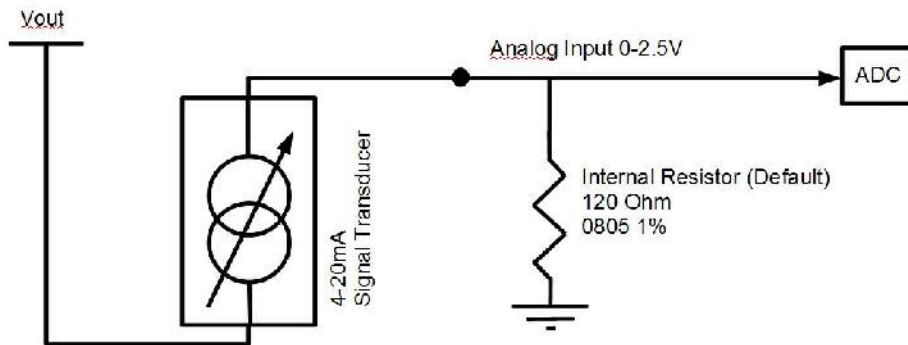 Vout
Analog Input 0-2.5V
ADC
4-20mA
Signal Transducer
Internal Resistor (Default)
120 Ohm
0805 1%